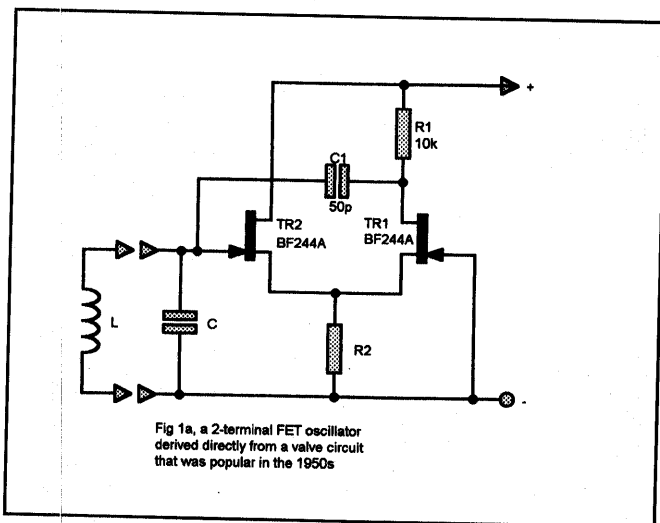 +
R1
10k
C1
50p
TR2
BF244A
TR1
BF244A
L
C
R2
-
Fig 1a, a 2-terminal FET oscillator
derived directly from a valve circuit
that was popular in the 1950s